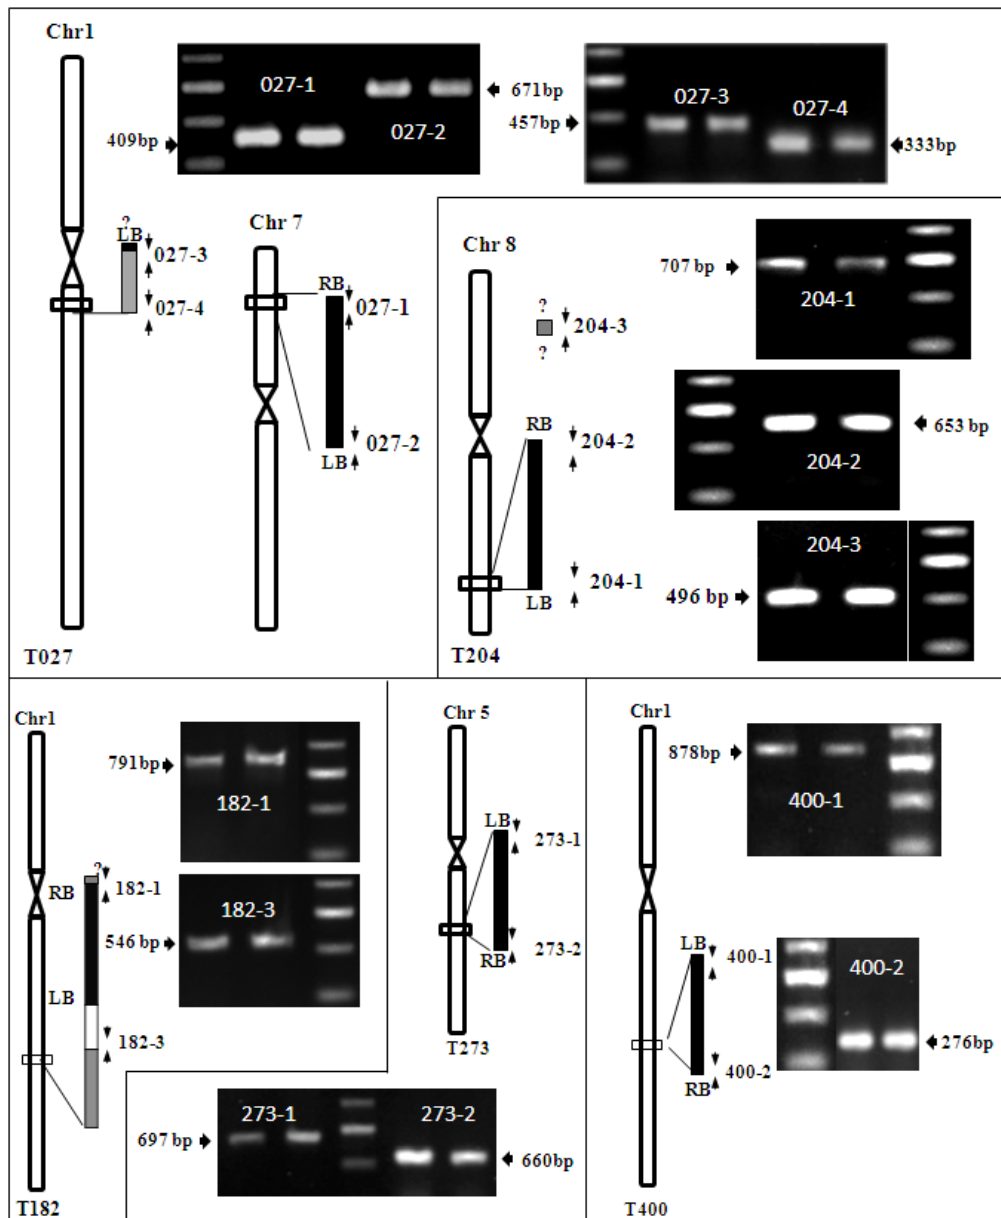 Chr1
027-1
671bp
027-2
409bp
027-3
457bp
027-4
333bp
?
LB
027-3
027-4
Chr 7
RB
027-1
027-2
LB
T027
Chr 8
?
204-3
?
RB
204-2
204-1
LB
T204
707 bp
204-1
653 bp
204-2
204-3
496 bp
Chr1
791bp
182-1
182-3
546 bp
?
RB
182-1
LB
182-3
T182
Chr 5
LB
273-1
RB
273-2
T273
273-1
273-2
697 bp
660bp
Chr1
878bp
400-1
LB
400-1
400-2
RB
400-2
276bp
T400